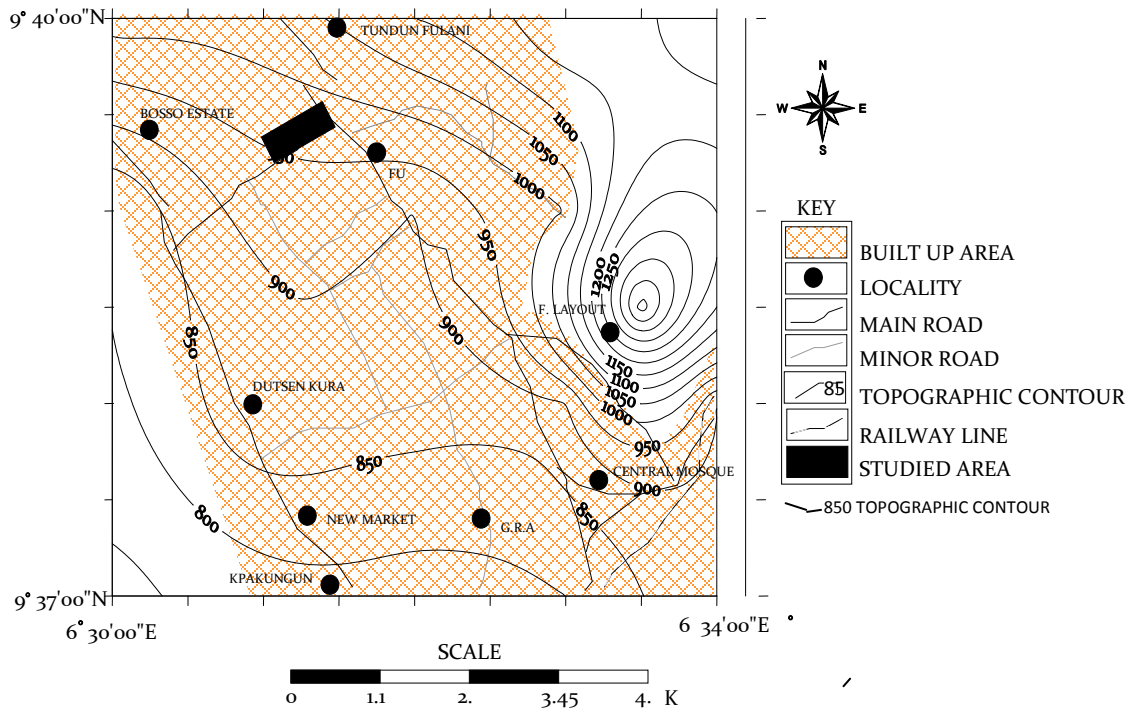 9° 40'00"N
TUNDUN FULANI
BOSSO ESTATE
FU
1100
1050
1000
950
900
1200
1250
F. LAYOUT
850
900
1150
1100
1050
1000
DUTSEN KURA
950
850
CENTRAL MOSQUE
900
800
NEW MARKET
G.R.A
850
KPAKUNGUN
9° 37'00"N
6° 30'00"E
6 34'00"E °
N
W E
S
KEY
BUILT UP AREA
LOCALITY
MAIN ROAD
MINOR ROAD
85 TOPOGRAPHIC CONTOUR
RAILWAY LINE
STUDIED AREA
850 TOPOGRAPHIC CONTOUR
SCALE
0 1.1 2. 3.45 4. K